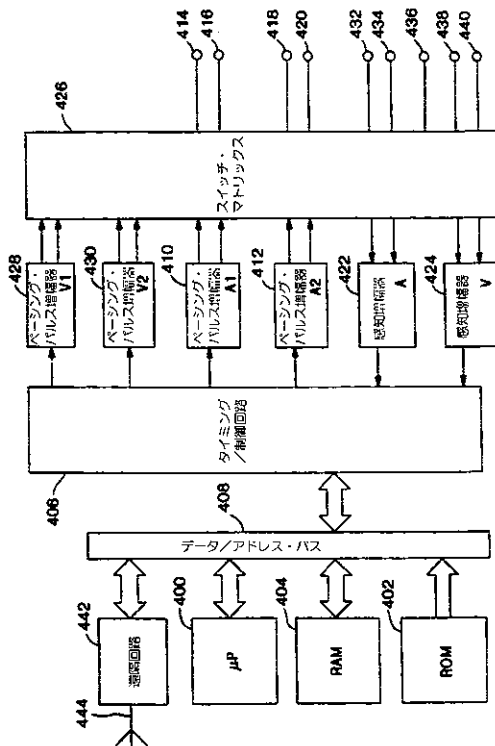 444
442
遠隔回路
400
μP
404
RAM
402
ROM
408
データ/アドレス・バス
406
タイミング
/制御回路
428
ペーシング・
パルス増幅器
V1
430
ペーシング・
パルス増幅器
V2
410
ペーシング・
パルス増幅器
A1
412
ペーシング・
パルス増幅器
A2
422
感知増幅器
A
424
感知増幅器
V
426
スイッチ・
マトリックス
414
416
418
420
432
434
436
438
440